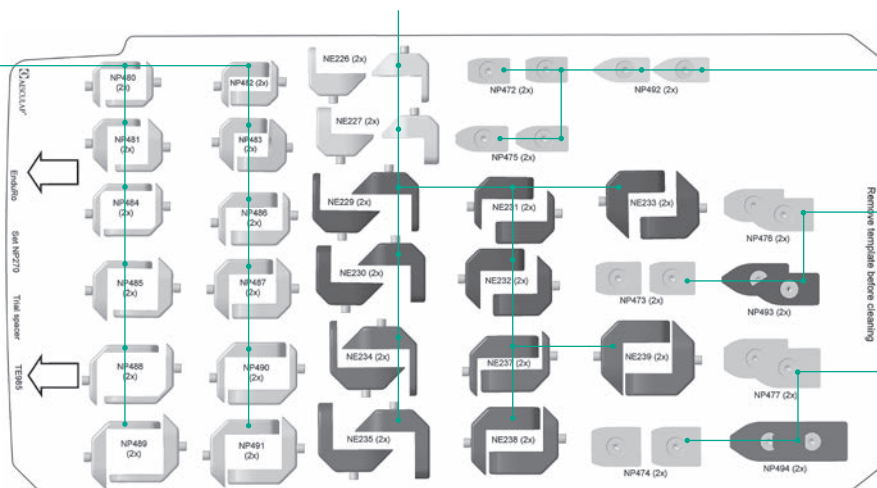 AESCULAP®
EnduRo
Set NP270
Trial spacer
TE985
NP480
(2x)
NP481
(2x)
NP484
(2x)
NP485
(2x)
NP488
(2x)
NP489
(2x)
NP482 (2x)
NP483
(2x)
NP486
(2x)
NP487
(2x)
NP490
(2x)
NP491
(2x)
NE226 (2x)
NE227 (2x)
NE229 (2x)
NE230 (2x)
NE234 (2x)
NE235 (2x)
NE231 (2x)
NE232(2x)
NE237 (2x)
NE238 (2x)
NE233 (2x)
NE239 (2x)
NP472 (2x)
NP492 (2x)
NP475 (2x)
NP476 (2x)
NP473 (2x)
NP493 (2x)
NP477 (2x)
NP474 (2x)
NP494 (2x)
Remove template before cleaning